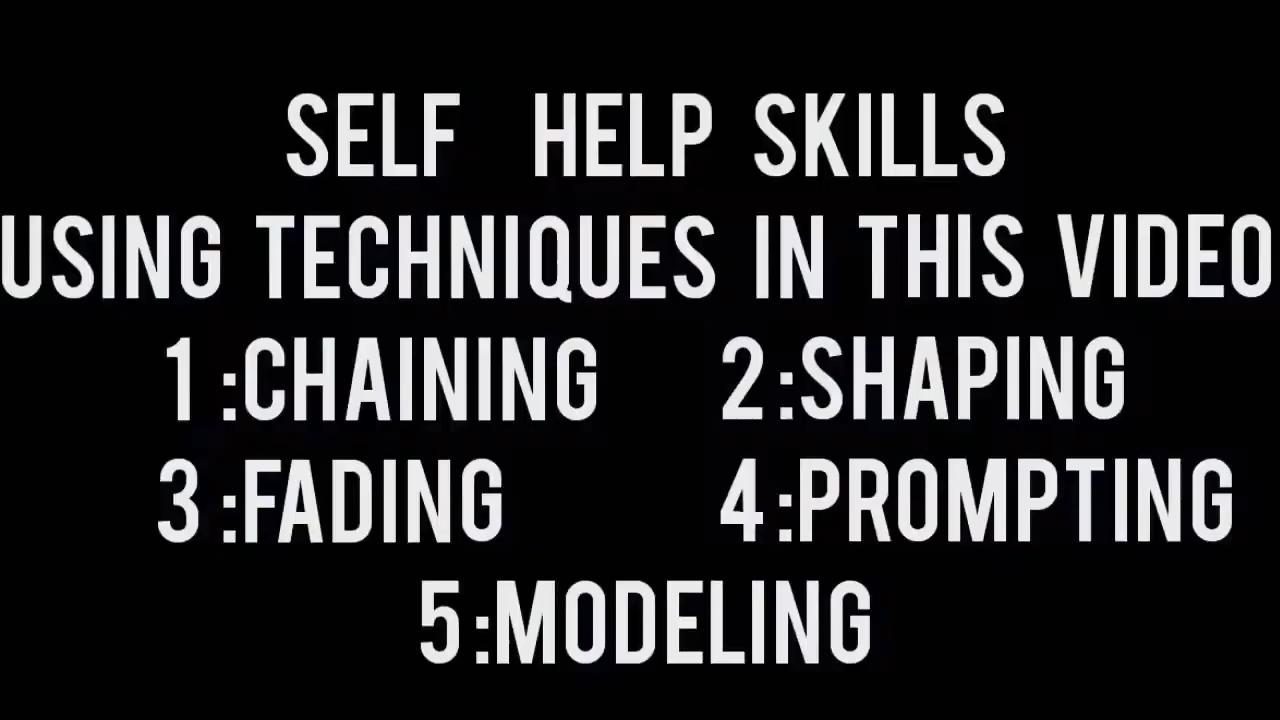 SELF HELP SKILLS
USING TECHNIQUES IN THIS VIDEO
1 :CHAINING 2 :SHAPING
3 :FADING 4 :PROMPTING
5 :MODELING